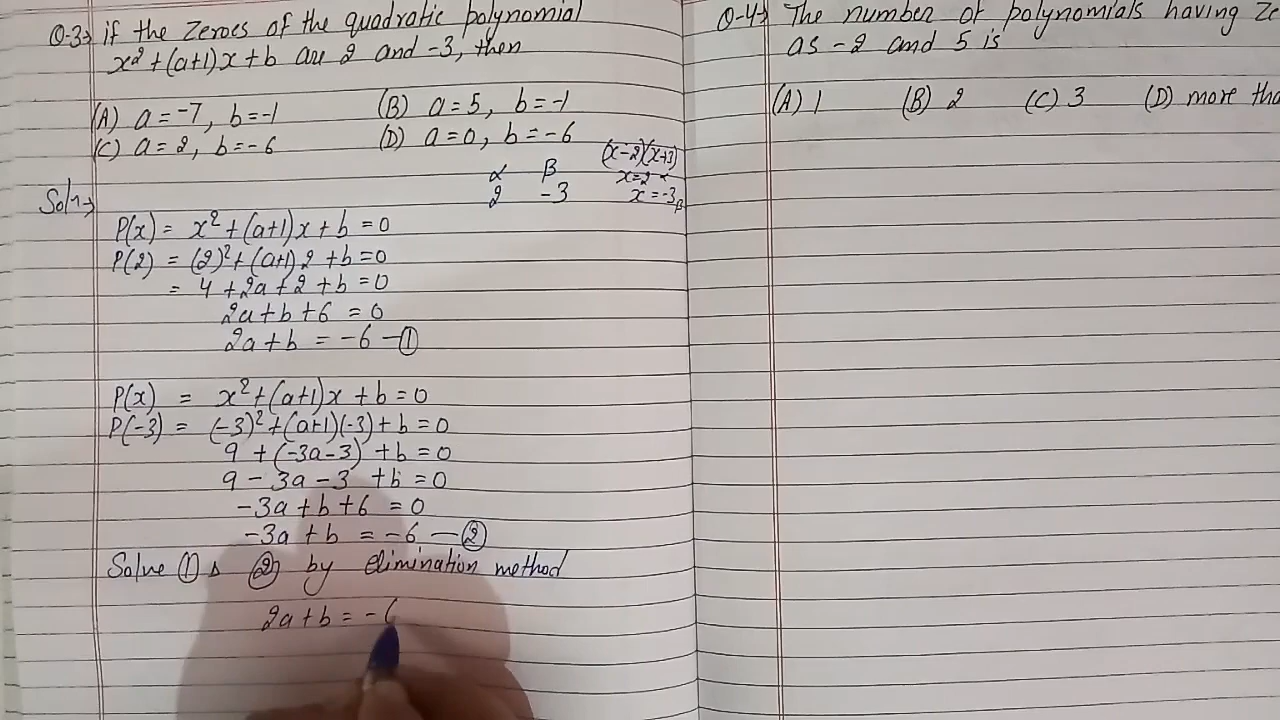 Q-3→ if the zeroes of the quadratic polynomial
x² + (a+1)x + b are 2 and -3, then
(A) a = -7, b = -1 (B) a = 5, b = -1
(C) a = 2, b = -6 (D) a = 0, b = -6
(x-2)(x+3)
α β x=2 α
2 -3 x = -3 β
Soln→
P(x) = x² + (a+1)x + b = 0
P(2) = (2)² + (a+1) 2 + b = 0
= 4 + 2a + 2 + b = 0
2a + b + 6 = 0
2a + b = -6 — ①
P(x) = x² + (a+1)x + b = 0
P(-3) = (-3)² + (a+1)(-3) + b = 0
9 + (-3a-3) + b = 0
9 - 3a - 3 + b = 0
-3a + b + 6 = 0
-3a + b = -6 — ②
Solve ① & ② by elimination method
2a + b = -6
Q-4→ The number of polynomials having
as -2 and 5 is
(A) 1 (B) 2 (C) 3 (D) more